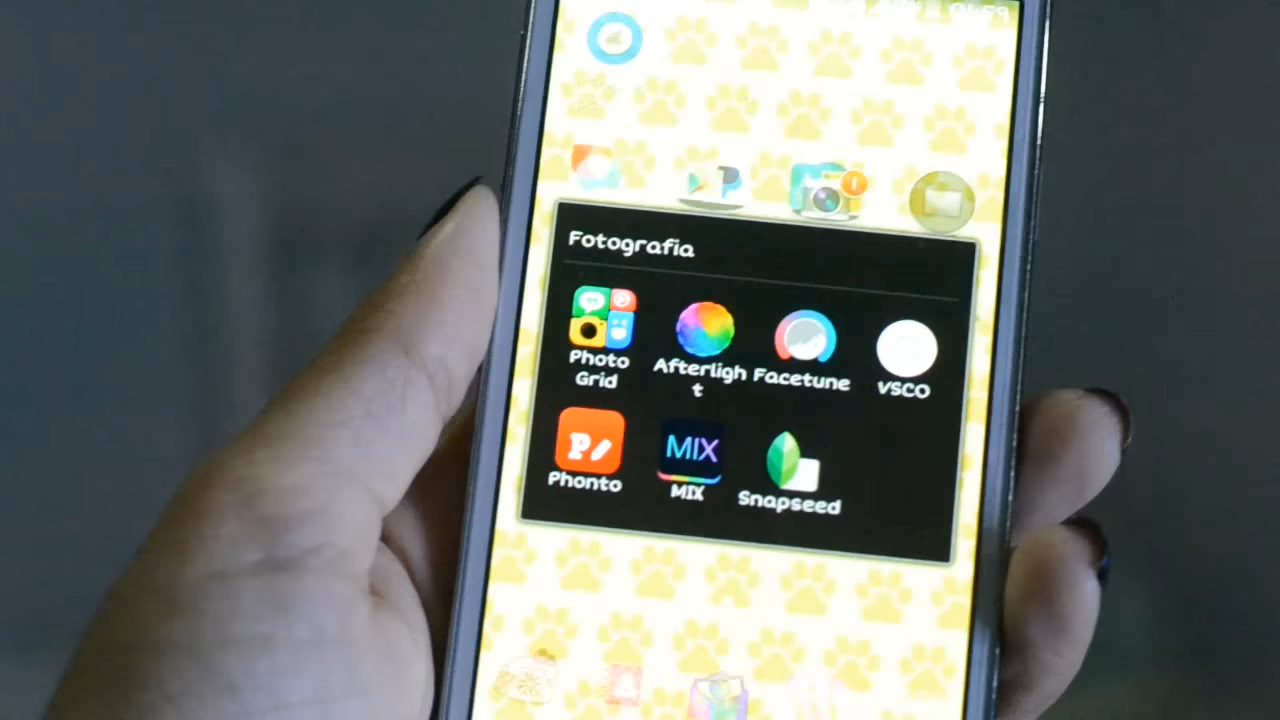 Fotografia
Photo
Grid
Afterligh
t
Facetune
VSCO
Phonto
MIX
MIX
Snapseed